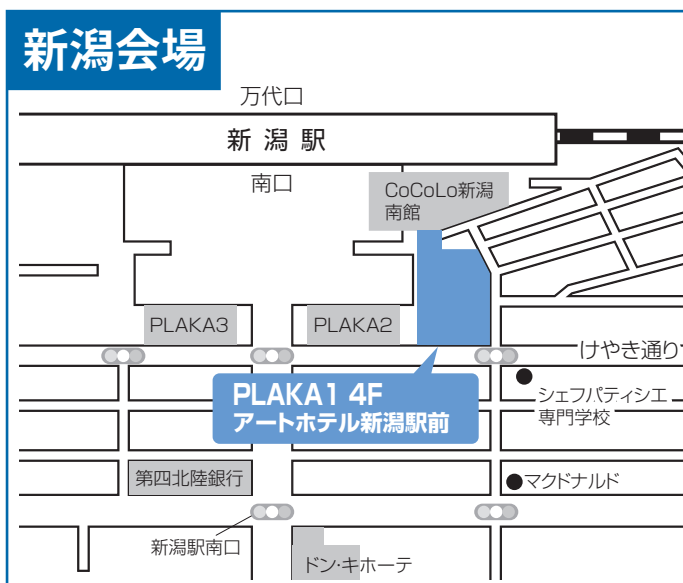 新潟会場
万代口
新潟駅
南口
CoCoLo新潟
南館
PLAKA3
PLAKA2
けやき通り
PLAKA1 4F
アートホテル新潟駅前
シェフパティシエ
専門学校
第四北陸銀行
マクドナルド
新潟駅南口
ドン・キホーテ